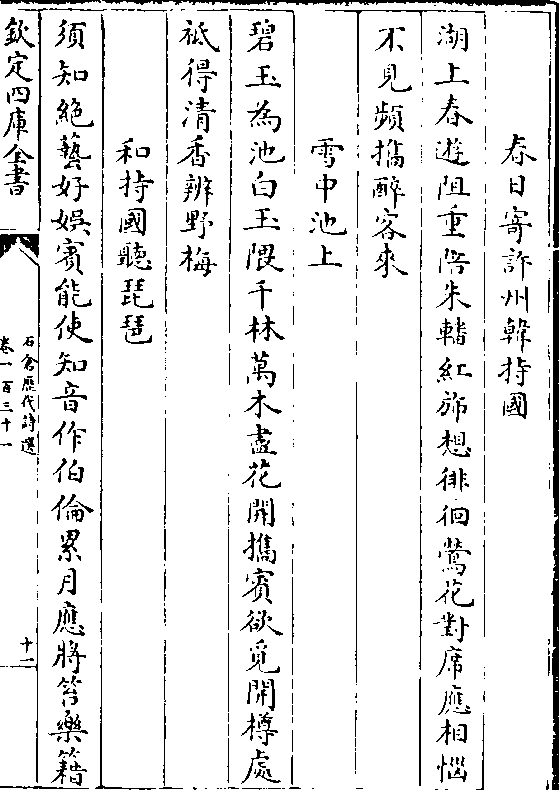 春日寄許州韓持國
湖上春遊阻重陪朱轓紅斾想徘徊鶯花對席應相惱
不見頻攜醉客來
雪中池上
碧玉為池白玉隈千林萬木盡花開攜賓欲覓開樽處
祗得清香辨野梅
和持國聽琵琶
須知絶藝好娛賓能使知音作伯倫累月應將笞樂籍
欽定四庫全書
石倉歷代詩選
卷一百三十一
十二